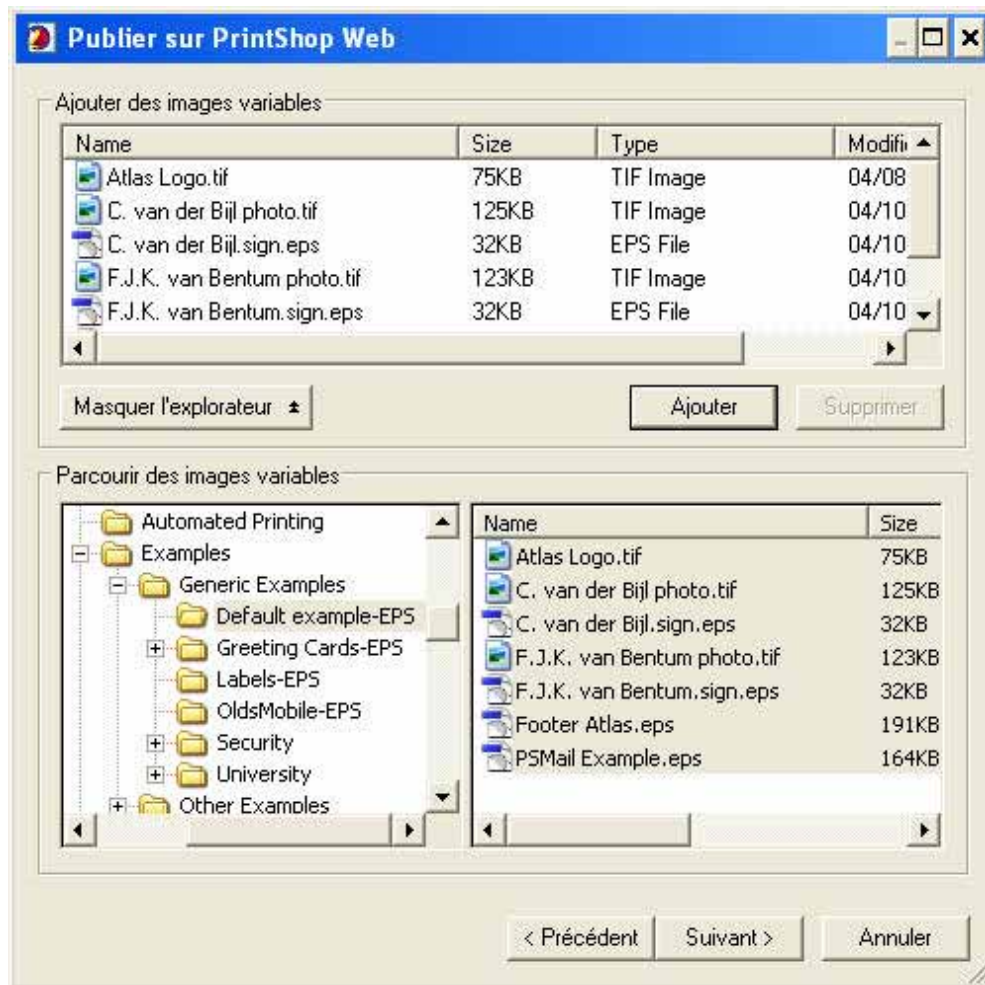 Publier sur PrintShop Web
Ajouter des images variables
Name Size Type Modifi
Atlas Logo.tif 75KB TIF Image 04/08
C. van der Bijl photo.tif 125KB TIF Image 04/10
C. van der Bijl.sign.eps 32KB EPS File 04/10
F.J.K. van Bentum photo.tif 123KB TIF Image 04/10
F.J.K. van Bentum.sign.eps 32KB EPS File 04/10
Masquer l'explorateur Ajouter Supprimer
Parcourir des images variables
Automated Printing
Examples
Generic Examples
Default example-EPS
Greeting Cards-EPS
Labels-EPS
OldsMobile-EPS
Security
University
Other Examples
Name Size
Atlas Logo.tif 75KB
C. van der Bijl photo.tif 125KB
C. van der Bijl.sign.eps 32KB
F.J.K. van Bentum photo.tif 123KB
F.J.K. van Bentum.sign.eps 32KB
Footer Atlas.eps 191KB
PSMail Example.eps 164KB
< Précédent Suivant > Annuler